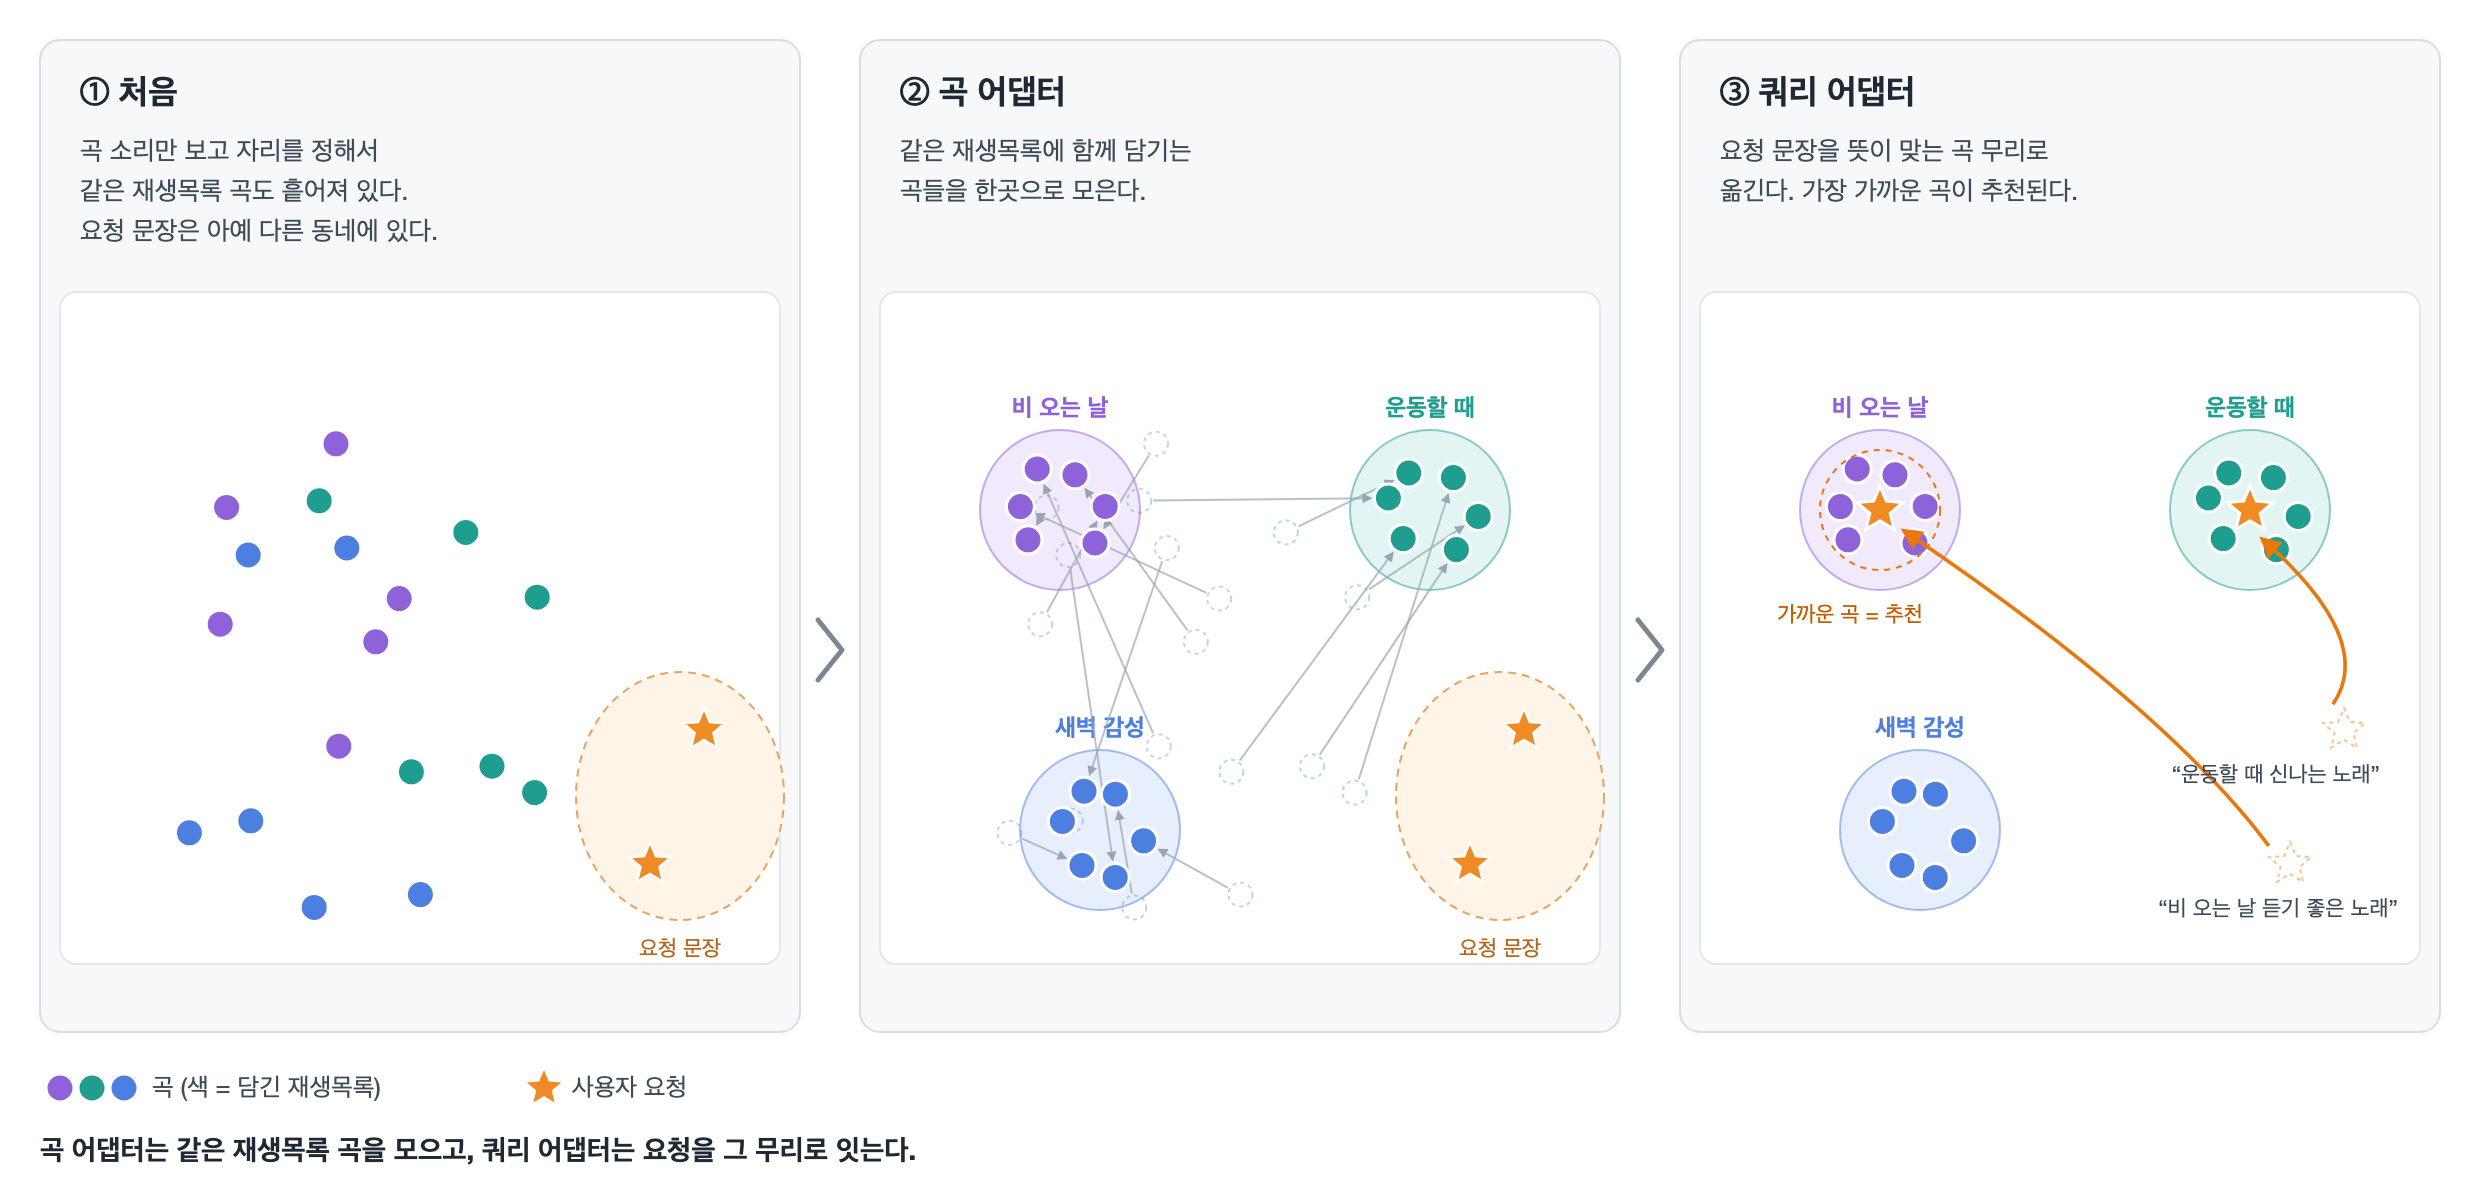 ① 처음
곡 소리만 보고 자리를 정해서
같은 재생목록 곡도 흩어져 있다.
요청 문장은 아예 다른 동네에 있다.
요청 문장
② 곡 어댑터
같은 재생목록에 함께 담기는
곡들을 한곳으로 모은다.
비 오는 날
운동할 때
새벽 감성
요청 문장
③ 쿼리 어댑터
요청 문장을 뜻이 맞는 곡 무리로
옮긴다. 가장 가까운 곡이 추천된다.
비 오는 날
운동할 때
가까운 곡 = 추천
새벽 감성
“운동할 때 신나는 노래”
“비 오는 날 듣기 좋은 노래”
곡 (색 = 담긴 재생목록)
사용자 요청
곡 어댑터는 같은 재생목록 곡을 모으고, 쿼리 어댑터는 요청을 그 무리로 잇는다.